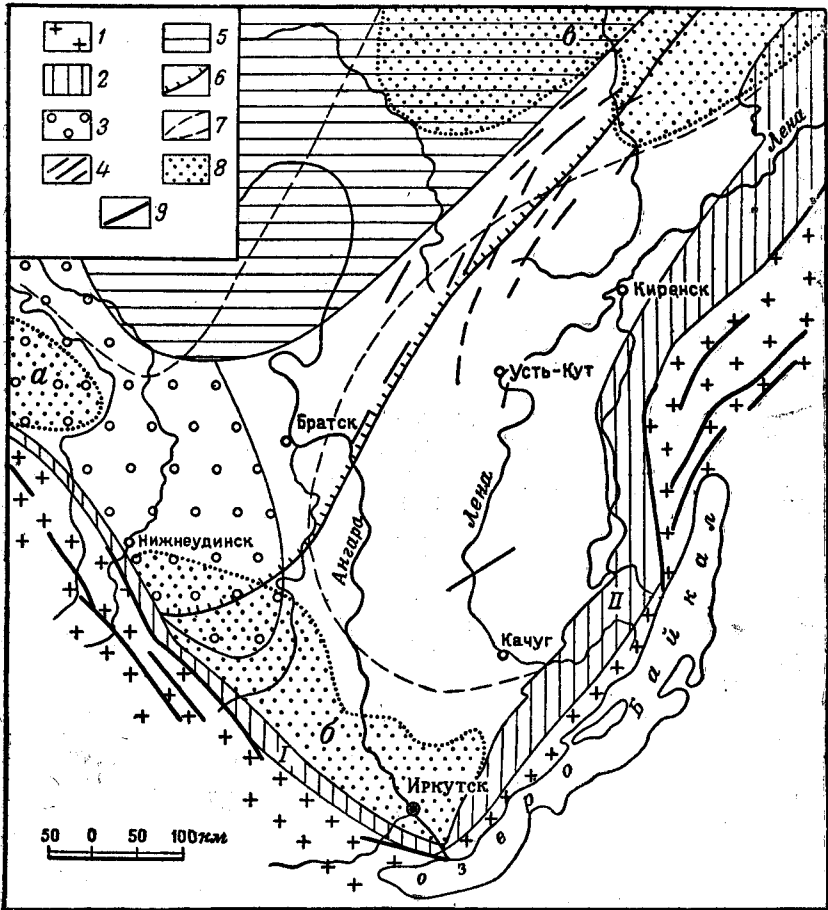 1
5
2
6
3
7
4
8
9
в
Лена
Киренск
а
Усть-Кут
Братск
Лена
Нижнеудинск
Ангара
II
Качуг
б
I
Иркутск
озеро Байкал
50 0 50 100км